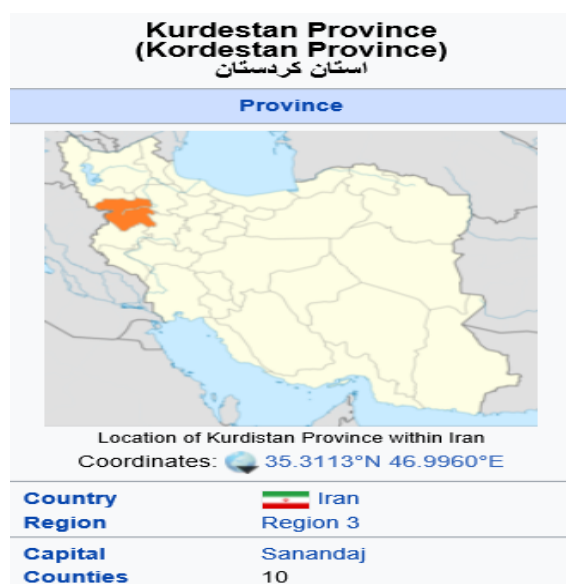 Kurdestan Province
(Kordestan Province)
استان کردستان
Province
Location of Kurdistan Province within Iran
Coordinates: 35.3113°N 46.9960°E
Country Iran
Region Region 3
Capital Sanandaj
Counties 10